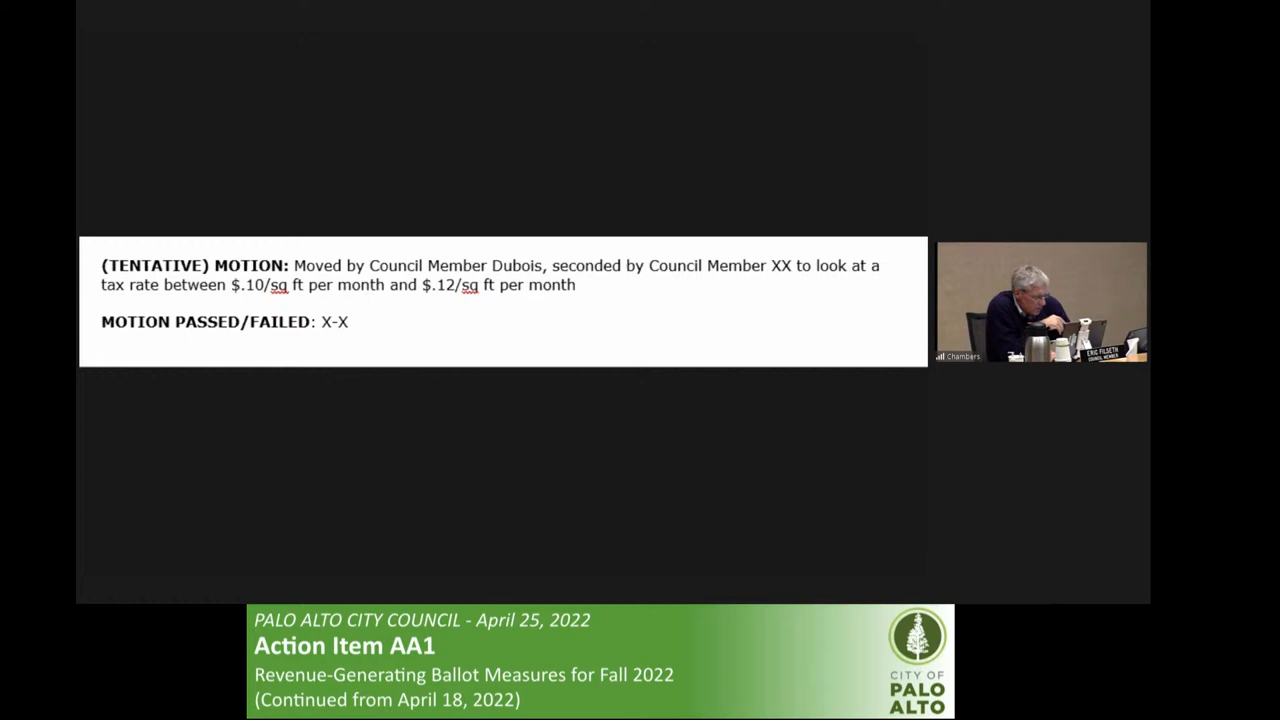 (TENTATIVE) MOTION: Moved by Council Member Dubois, seconded by Council Member XX to look at a
tax rate between $.10/sq ft per month and $.12/sq ft per month
MOTION PASSED/FAILED: X-X
Chambers
ERIC FILSETH
COUNCIL MEMBER
PALO ALTO CITY COUNCIL - April 25, 2022
Action Item AA1
Revenue-Generating Ballot Measures for Fall 2022
(Continued from April 18, 2022)
CITY OF
PALO
ALTO